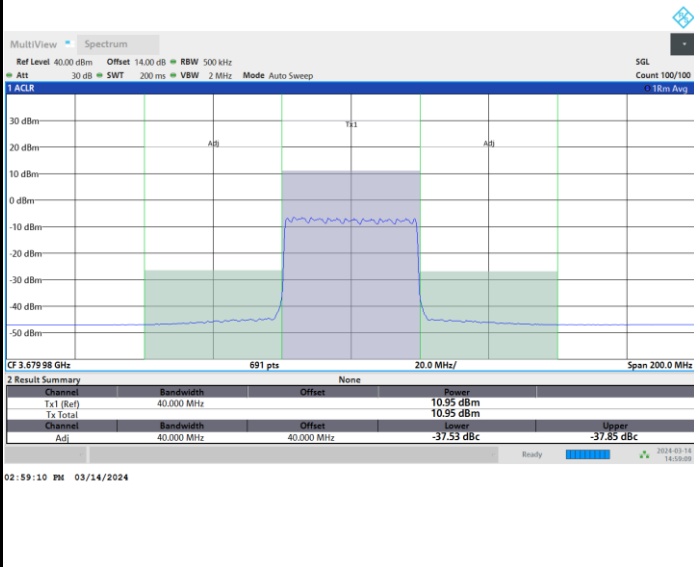 MultiView Spectrum
Ref Level 40.00 dBm Offset 14.00 dB RBW 500 kHz SGL
Att 30 dB SWT 200 ms VBW 2 MHz Mode Auto Sweep Count 100/100
1 ACLR 1Rm Avg
30 dBm
Tx1
20 dBm
Adj Adj
10 dBm
0 dBm
-10 dBm
-20 dBm
-30 dBm
-40 dBm
-50 dBm
CF 3.679 98 GHz 691 pts 20.0 MHz/ Span 200.0 MHz
2 Result Summary None
Channel Bandwidth Offset Power
Tx1 (Ref) 40.000 MHz 10.95 dBm
Tx Total 10.95 dBm
Channel Bandwidth Offset Lower Upper
Adj 40.000 MHz 40.000 MHz -37.53 dBc -37.85 dBc
Ready 2024-03-14
14:59:09
02:59:10 PM 03/14/2024